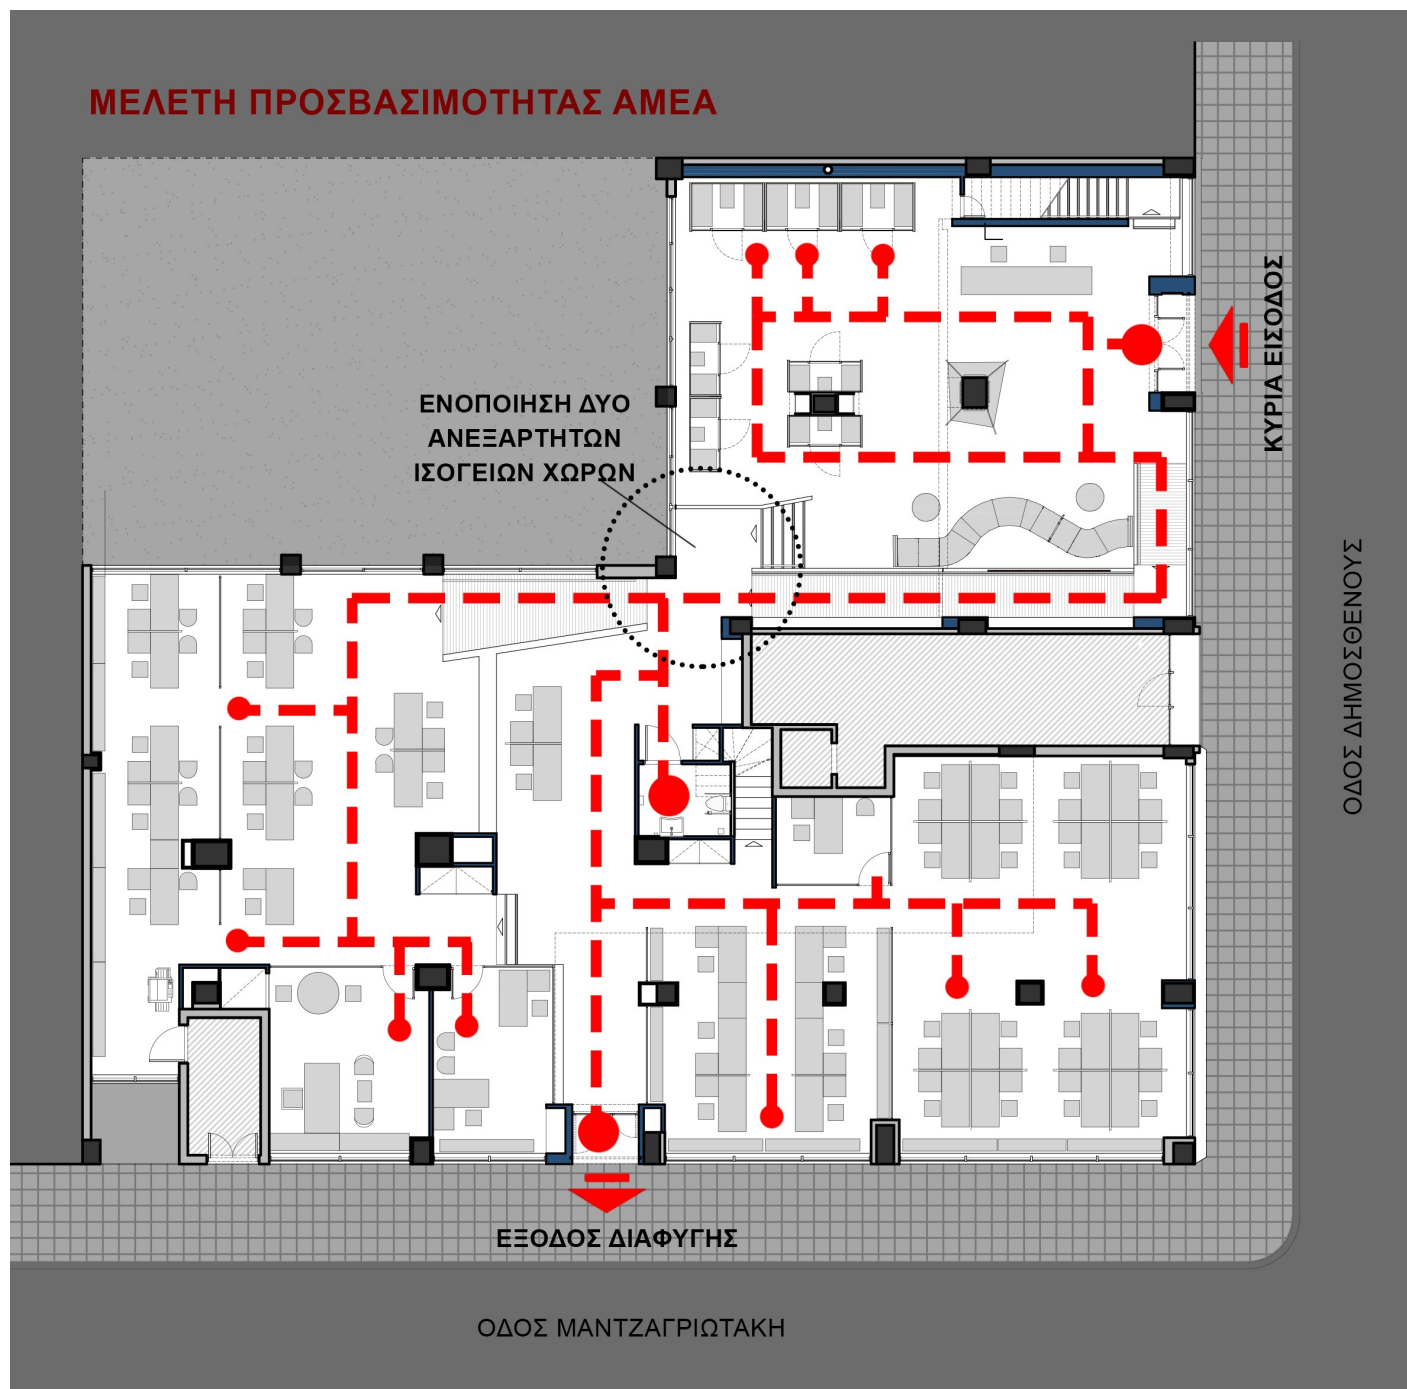 ΜΕΛΕΤΗ ΠΡΟΣΒΑΣΙΜΟΤΗΤΑΣ ΑΜΕΑ
ΚΥΡΙΑ ΕΙΣΟΔΟΣ
ΕΝΟΠΟΙΗΣΗ ΔΥΟ
ΑΝΕΞΑΡΤΗΤΩΝ
ΙΣΟΓΕΙΩΝ ΧΩΡΩΝ
ΟΔΟΣ ΔΗΜΟΣΘΕΝΟΥΣ
ΕΞΟΔΟΣ ΔΙΑΦΥΓΗΣ
ΟΔΟΣ ΜΑΝΤΖΑΓΡΙΩΤΑΚΗ